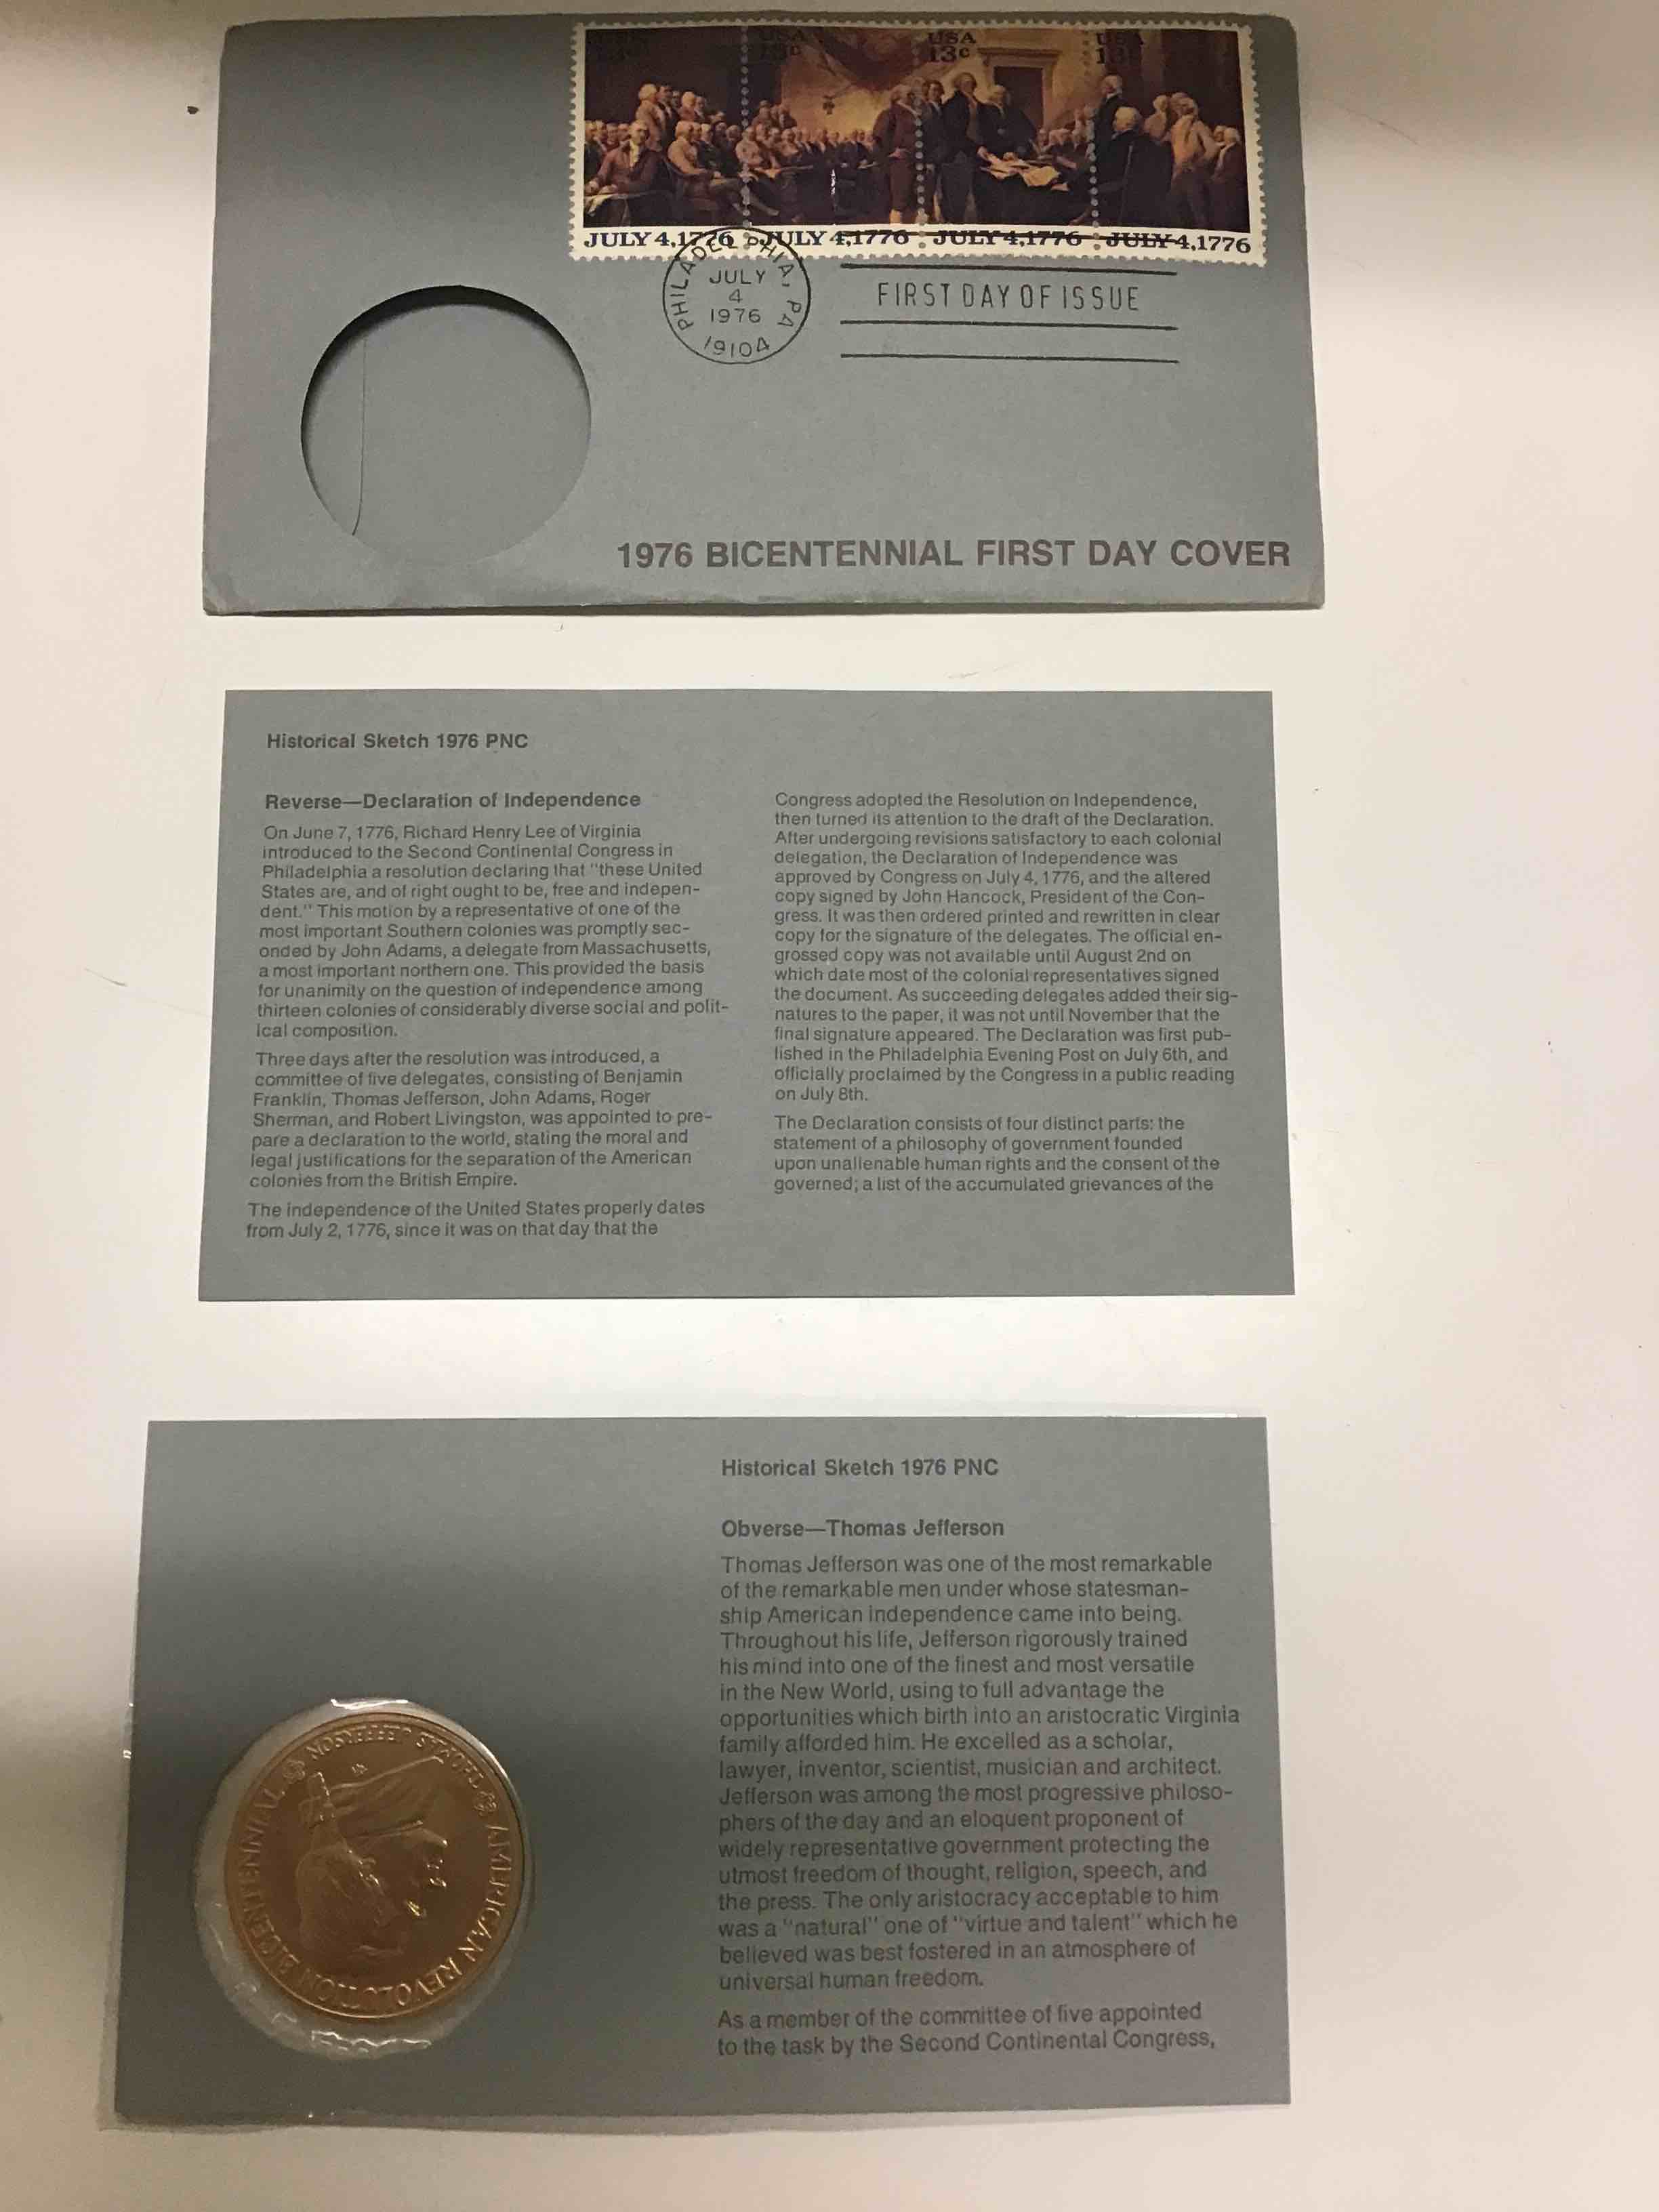 USA USA USA
13c 13c 13
JULY 4,1776 JULY 4,1776 JULY 4,1776 JULY 4,1776
PHILADELPHIA, PA
JULY
4
1976
19104
FIRST DAY OF ISSUE
1976 BICENTENNIAL FIRST DAY COVER
Historical Sketch 1976 PNC
Reverse—Declaration of Independence
On June 7, 1776, Richard Henry Lee of Virginia
introduced to the Second Continental Congress in
Philadelphia a resolution declaring that "these United
States are, and of right ought to be, free and indepen-
dent." This motion by a representative of one of the
most important Southern colonies was promptly sec-
onded by John Adams, a delegate from Massachusetts,
a most important northern one. This provided the basis
for unanimity on the question of independence among
thirteen colonies of considerably diverse social and polit-
ical composition.
Three days after the resolution was introduced, a
committee of five delegates, consisting of Benjamin
Franklin, Thomas Jefferson, John Adams, Roger
Sherman, and Robert Livingston, was appointed to pre-
pare a declaration to the world, stating the moral and
legal justifications for the separation of the American
colonies from the British Empire.
The independence of the United States properly dates
from July 2, 1776, since it was on that day that the
Congress adopted the Resolution on Independence,
then turned its attention to the draft of the Declaration.
After undergoing revisions satisfactory to each colonial
delegation, the Declaration of Independence was
approved by Congress on July 4, 1776, and the altered
copy signed by John Hancock, President of the Con-
gress. It was then ordered printed and rewritten in clear
copy for the signature of the delegates. The official en-
grossed copy was not available until August 2nd on
which date most of the colonial representatives signed
the document. As succeeding delegates added their sig-
natures to the paper, it was not until November that the
final signature appeared. The Declaration was first pub-
lished in the Philadelphia Evening Post on July 6th, and
officially proclaimed by the Congress in a public reading
on July 8th.
The Declaration consists of four distinct parts: the
statement of a philosophy of government founded
upon unalienable human rights and the consent of the
governed; a list of the accumulated grievances of the
Historical Sketch 1976 PNC
Obverse—Thomas Jefferson
Thomas Jefferson was one of the most remarkable
of the remarkable men under whose statesman-
ship American independence came into being.
Throughout his life, Jefferson rigorously trained
his mind into one of the finest and most versatile
in the New World, using to full advantage the
opportunities which birth into an aristocratic Virginia
family afforded him. He excelled as a scholar,
lawyer, inventor, scientist, musician and architect.
Jefferson was among the most progressive philoso-
phers of the day and an eloquent proponent of
widely representative government protecting the
utmost freedom of thought, religion, speech, and
the press. The only aristocracy acceptable to him
was a "natural" one of "virtue and talent" which he
believed was best fostered in an atmosphere of
universal human freedom.
As a member of the committee of five appointed
to the task by the Second Continental Congress,
AMERICAN REVOLUTION BICENTENNIAL
THOMAS JEFFERSON